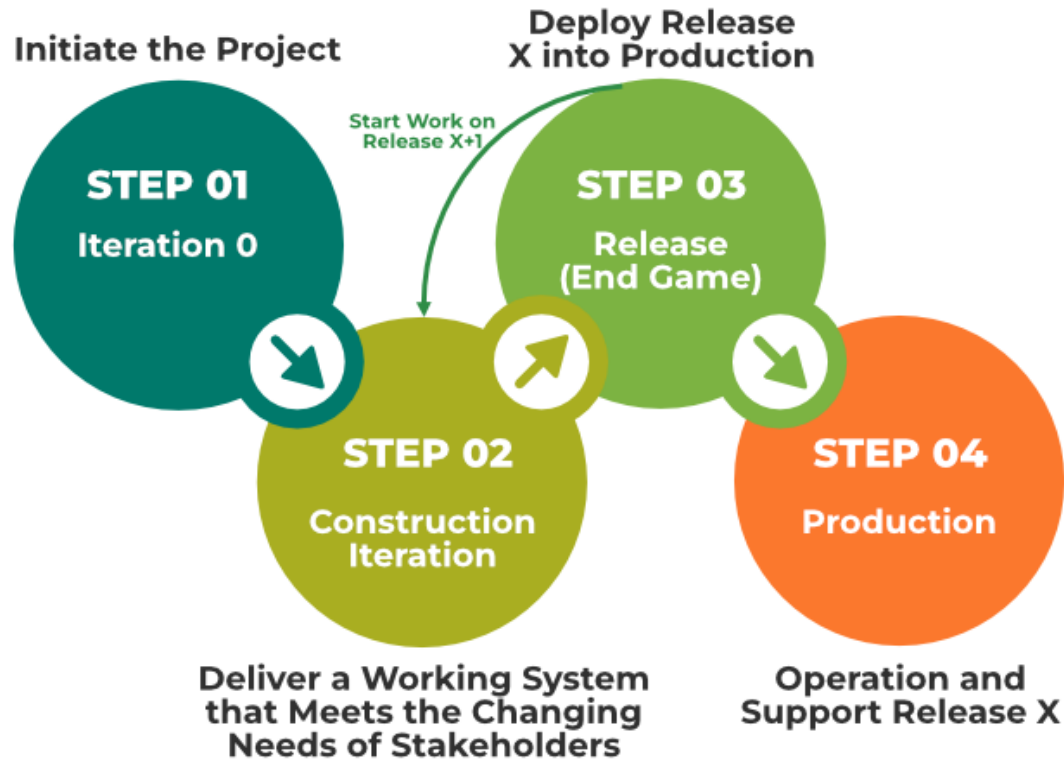 Initiate the Project
STEP 01
Iteration 0
Start Work on
Release X+1
Deploy Release
X into Production
STEP 03
Release
(End Game)
STEP 02
Construction
Iteration
Deliver a Working System
that Meets the Changing
Needs of Stakeholders
STEP 04
Production
Operation and
Support Release X